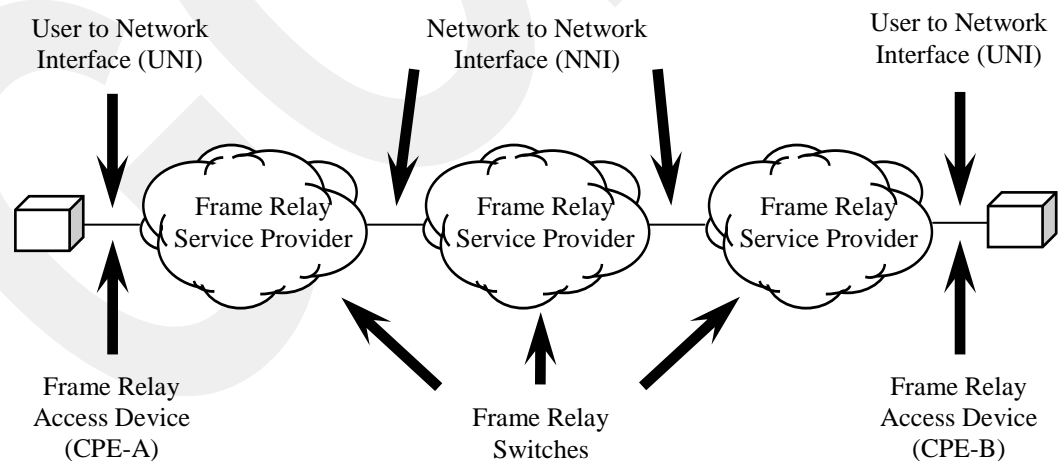 User to Network
Interface (UNI)
Network to Network
Interface (NNI)
User to Network
Interface (UNI)
Frame Relay
Service Provider
Frame Relay
Service Provider
Frame Relay
Service Provider
Frame Relay
Access Device
(CPE-A)
Frame Relay
Switches
Frame Relay
Access Device
(CPE-B)